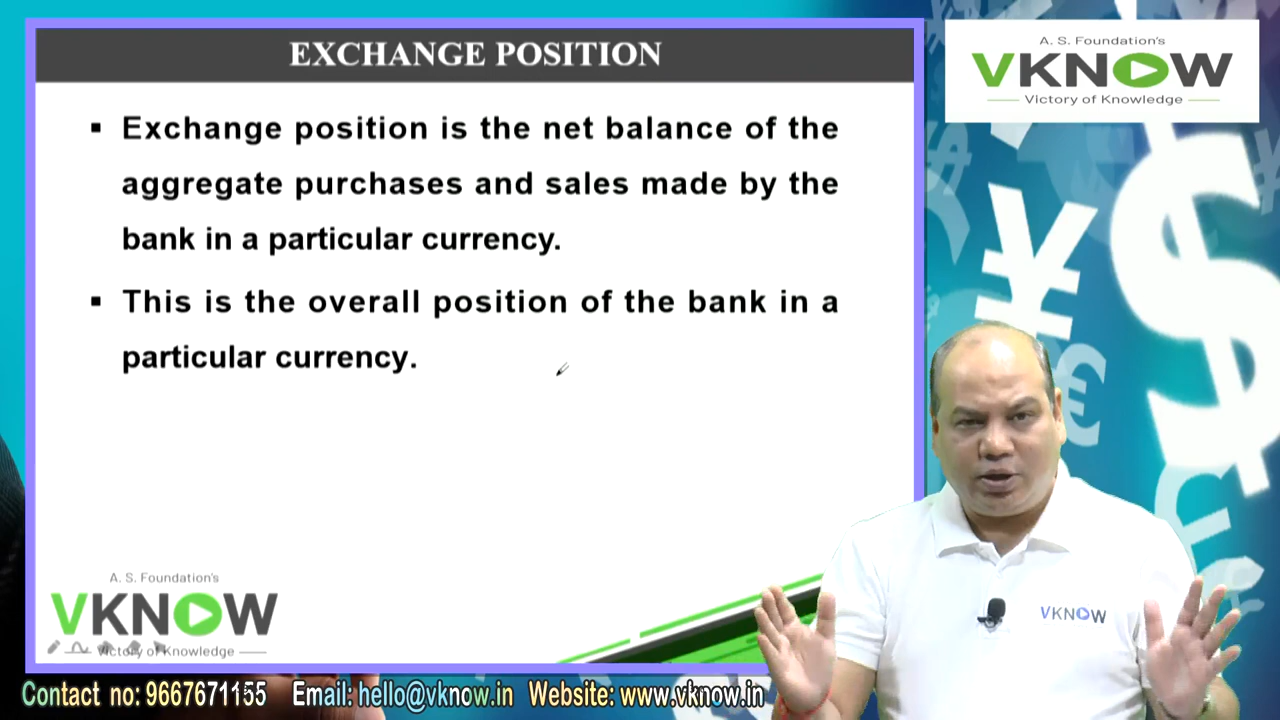 EXCHANGE POSITION
▪ Exchange position is the net balance of the
aggregate purchases and sales made by the
bank in a particular currency.
▪ This is the overall position of the bank in a
particular currency.
A. S. Foundation's
VKNOW
Victory of Knowledge
A. S. Foundation's
VKNOW
Victory of Knowledge
VKNOW
Contact no: 9667671155 Email: hello@vknow.in Website: www.vknow.in